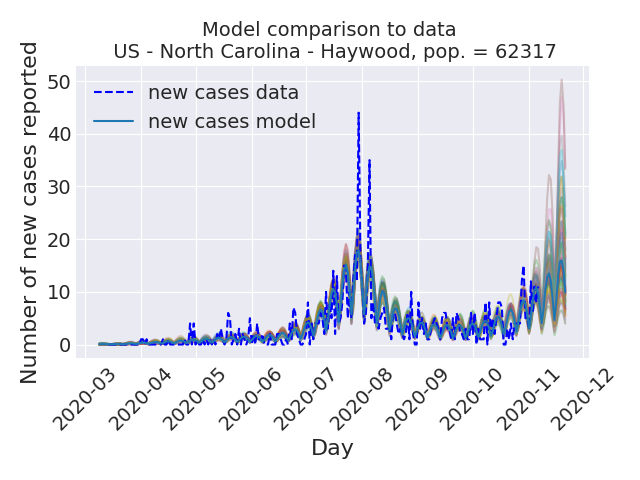 Model comparison to data
US - North Carolina - Haywood, pop. = 62317
Number of new cases reported
50
40
30
20
10
0
new cases data
new cases model
2020-03
2020-04
2020-05
2020-06
2020-07
2020-08
2020-09
2020-10
2020-11
2020-12
Day